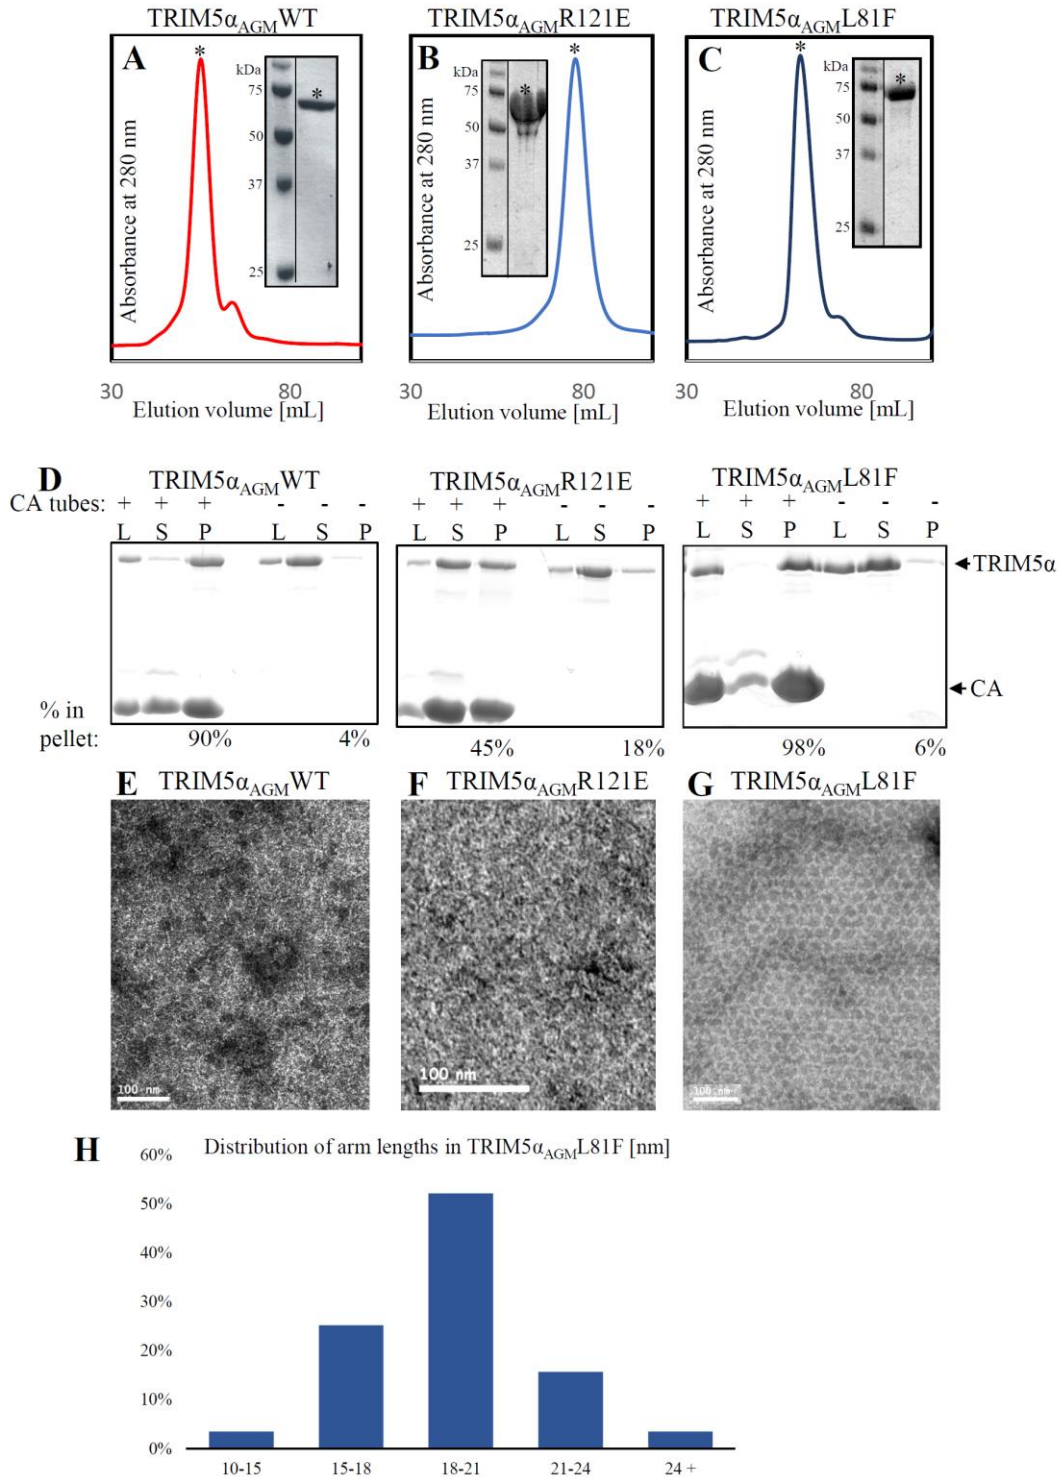 TRIM5αAGMWT
TRIM5αAGMR121E
TRIM5αAGML81F
A
*
kDa
75
50
37
25
*
Absorbance at 280 nm
30
80
Elution volume [mL]
B
*
kDa
75
50
37
25
*
Absorbance at 280 nm
30
80
Elution volume [mL]
C
*
kDa
75
50
37
25
*
Absorbance at 280 nm
30
80
Elution volume [mL]
D
TRIM5αAGMWT
TRIM5αAGMR121E
TRIM5αAGML81F
CA tubes: + + + - - -
+ + + - - -
+ + + - - -
L S P L S P
L S P L S P
L S P L S P
TRIM5α
CA
% in
pellet:
90% 4%
45% 18%
98% 6%
E TRIM5αAGMWT
F TRIM5αAGMR121E
G TRIM5αAGML81F
100 nm
100 nm
100 nm
H
Distribution of arm lengths in TRIM5αAGML81F [nm]
60%
50%
40%
30%
20%
10%
0%
10-15 15-18 18-21 21-24 24 +